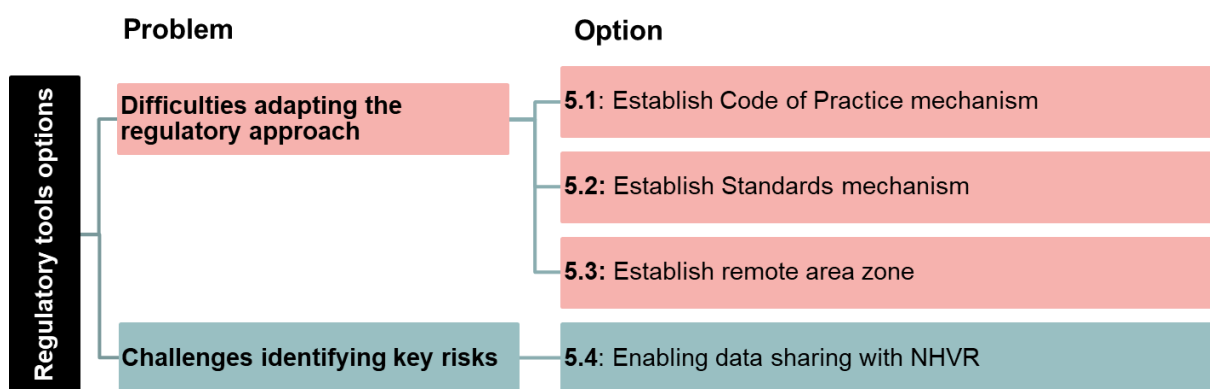 Problem
Option
Regulatory tools options
Difficulties adapting the
regulatory approach
5.1: Establish Code of Practice mechanism
5.2: Establish Standards mechanism
5.3: Establish remote area zone
Challenges identifying key risks
5.4: Enabling data sharing with NHVR